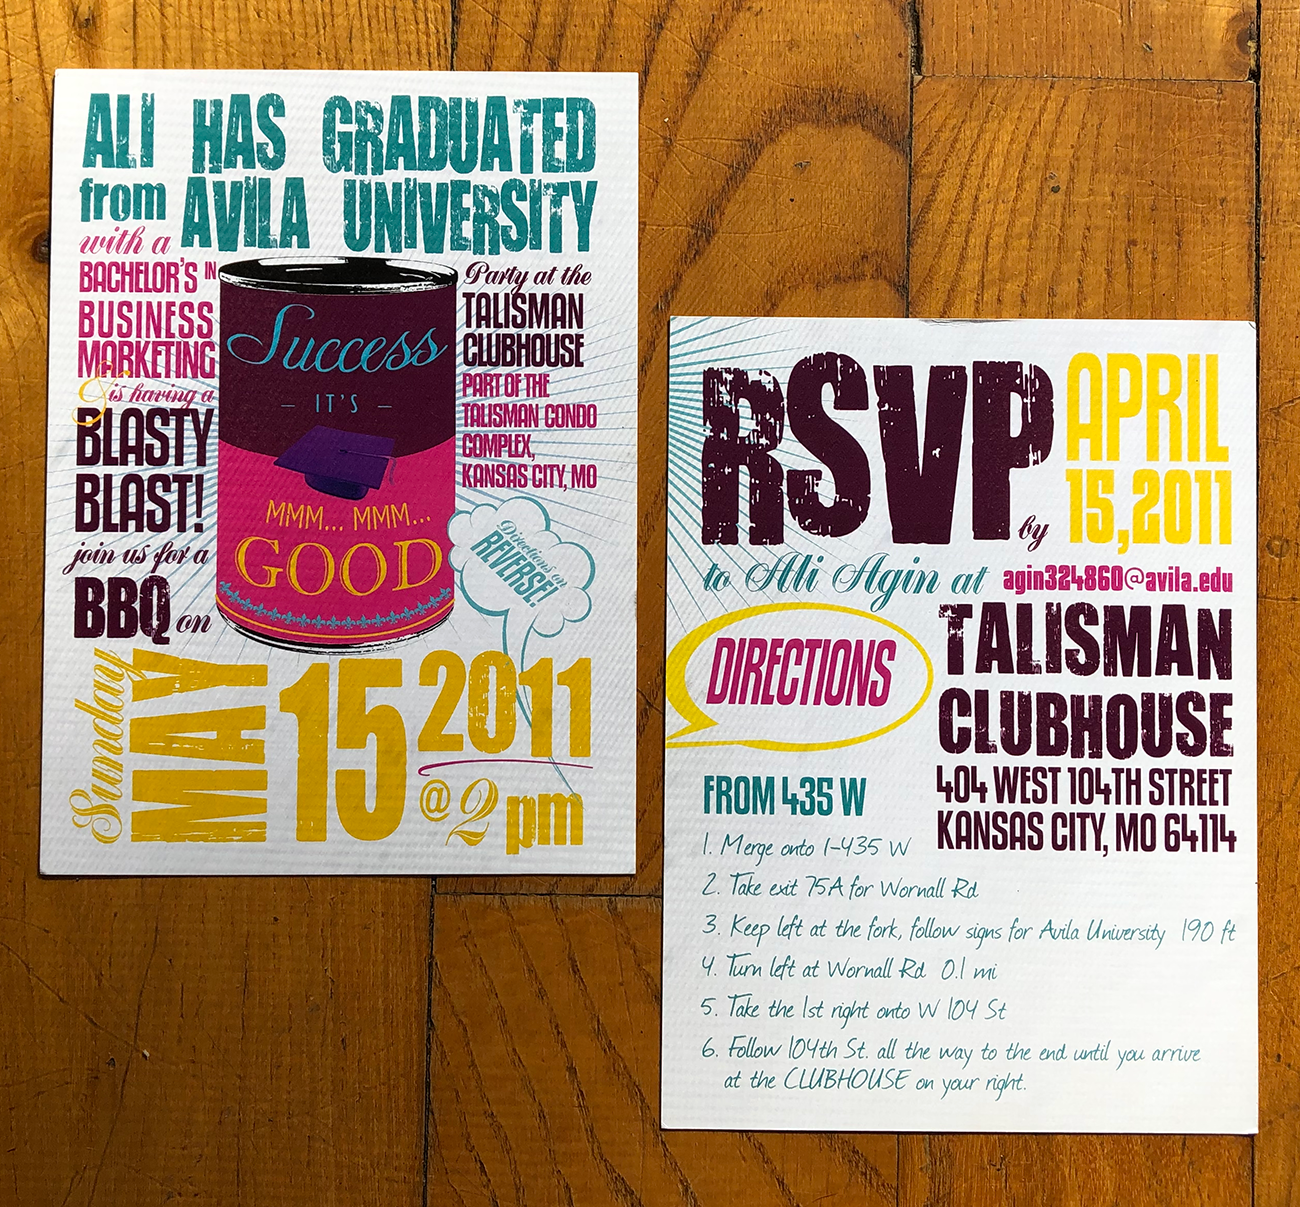 ALI HAS GRADUATED
from AVILA UNIVERSITY
with a
BACHELOR'S IN
BUSINESS
MARKETING
& is having a
BLASTY
BLAST!
join us for a
BBQ on
Success
— IT'S —
MMM... MMM...
GOOD
Party at the
TALISMAN
CLUBHOUSE
PART OF THE
TALISMAN CONDO
COMPLEX,
KANSAS CITY, MO
Directions on
REVERSE!
Sunday MAY 15 2011
@ 2 pm
RSVP by APRIL
15, 2011
to Ali Agin at agin324860@avila.edu
DIRECTIONS
TALISMAN
CLUBHOUSE
404 WEST 104TH STREET
KANSAS CITY, MO 64114
FROM 435 W
1. Merge onto I-435 W
2. Take exit 75A for Wornall Rd
3. Keep left at the fork, follow signs for Avila University 190 ft
4. Turn left at Wornall Rd 0.1 mi
5. Take the 1st right onto W 104 St
6. Follow 104th St. all the way to the end until you arrive
at the CLUBHOUSE on your right.